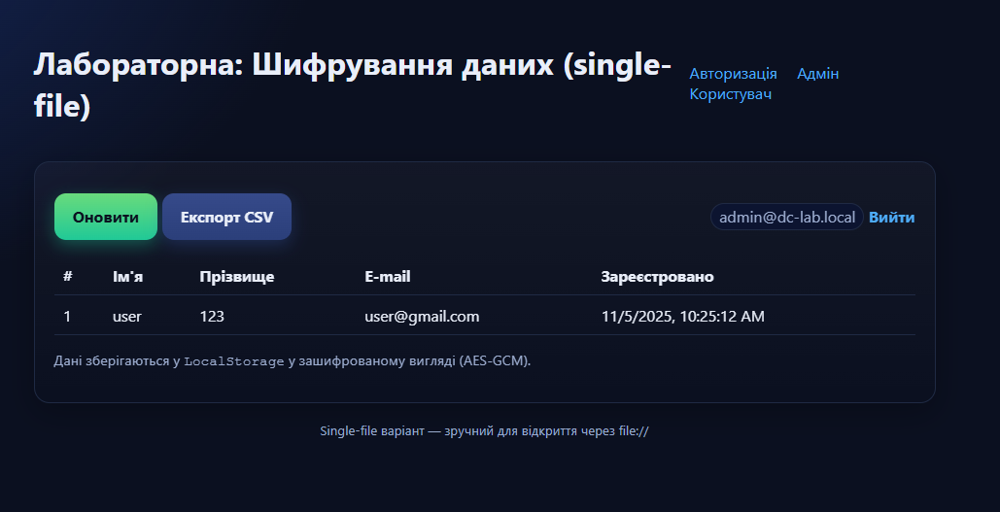 Лабораторна: Шифрування даних (single-
file)
Авторизація Адмін
Користувач
Оновити Експорт CSV admin@dc-lab.local Вийти
# Ім'я Прізвище E-mail Зареєстровано
1 user 123 user@gmail.com 11/5/2025, 10:25:12 AM
Дані зберігаються у LocalStorage у зашифрованому вигляді (AES-GCM).
Single-file варіант — зручний для відкриття через file://